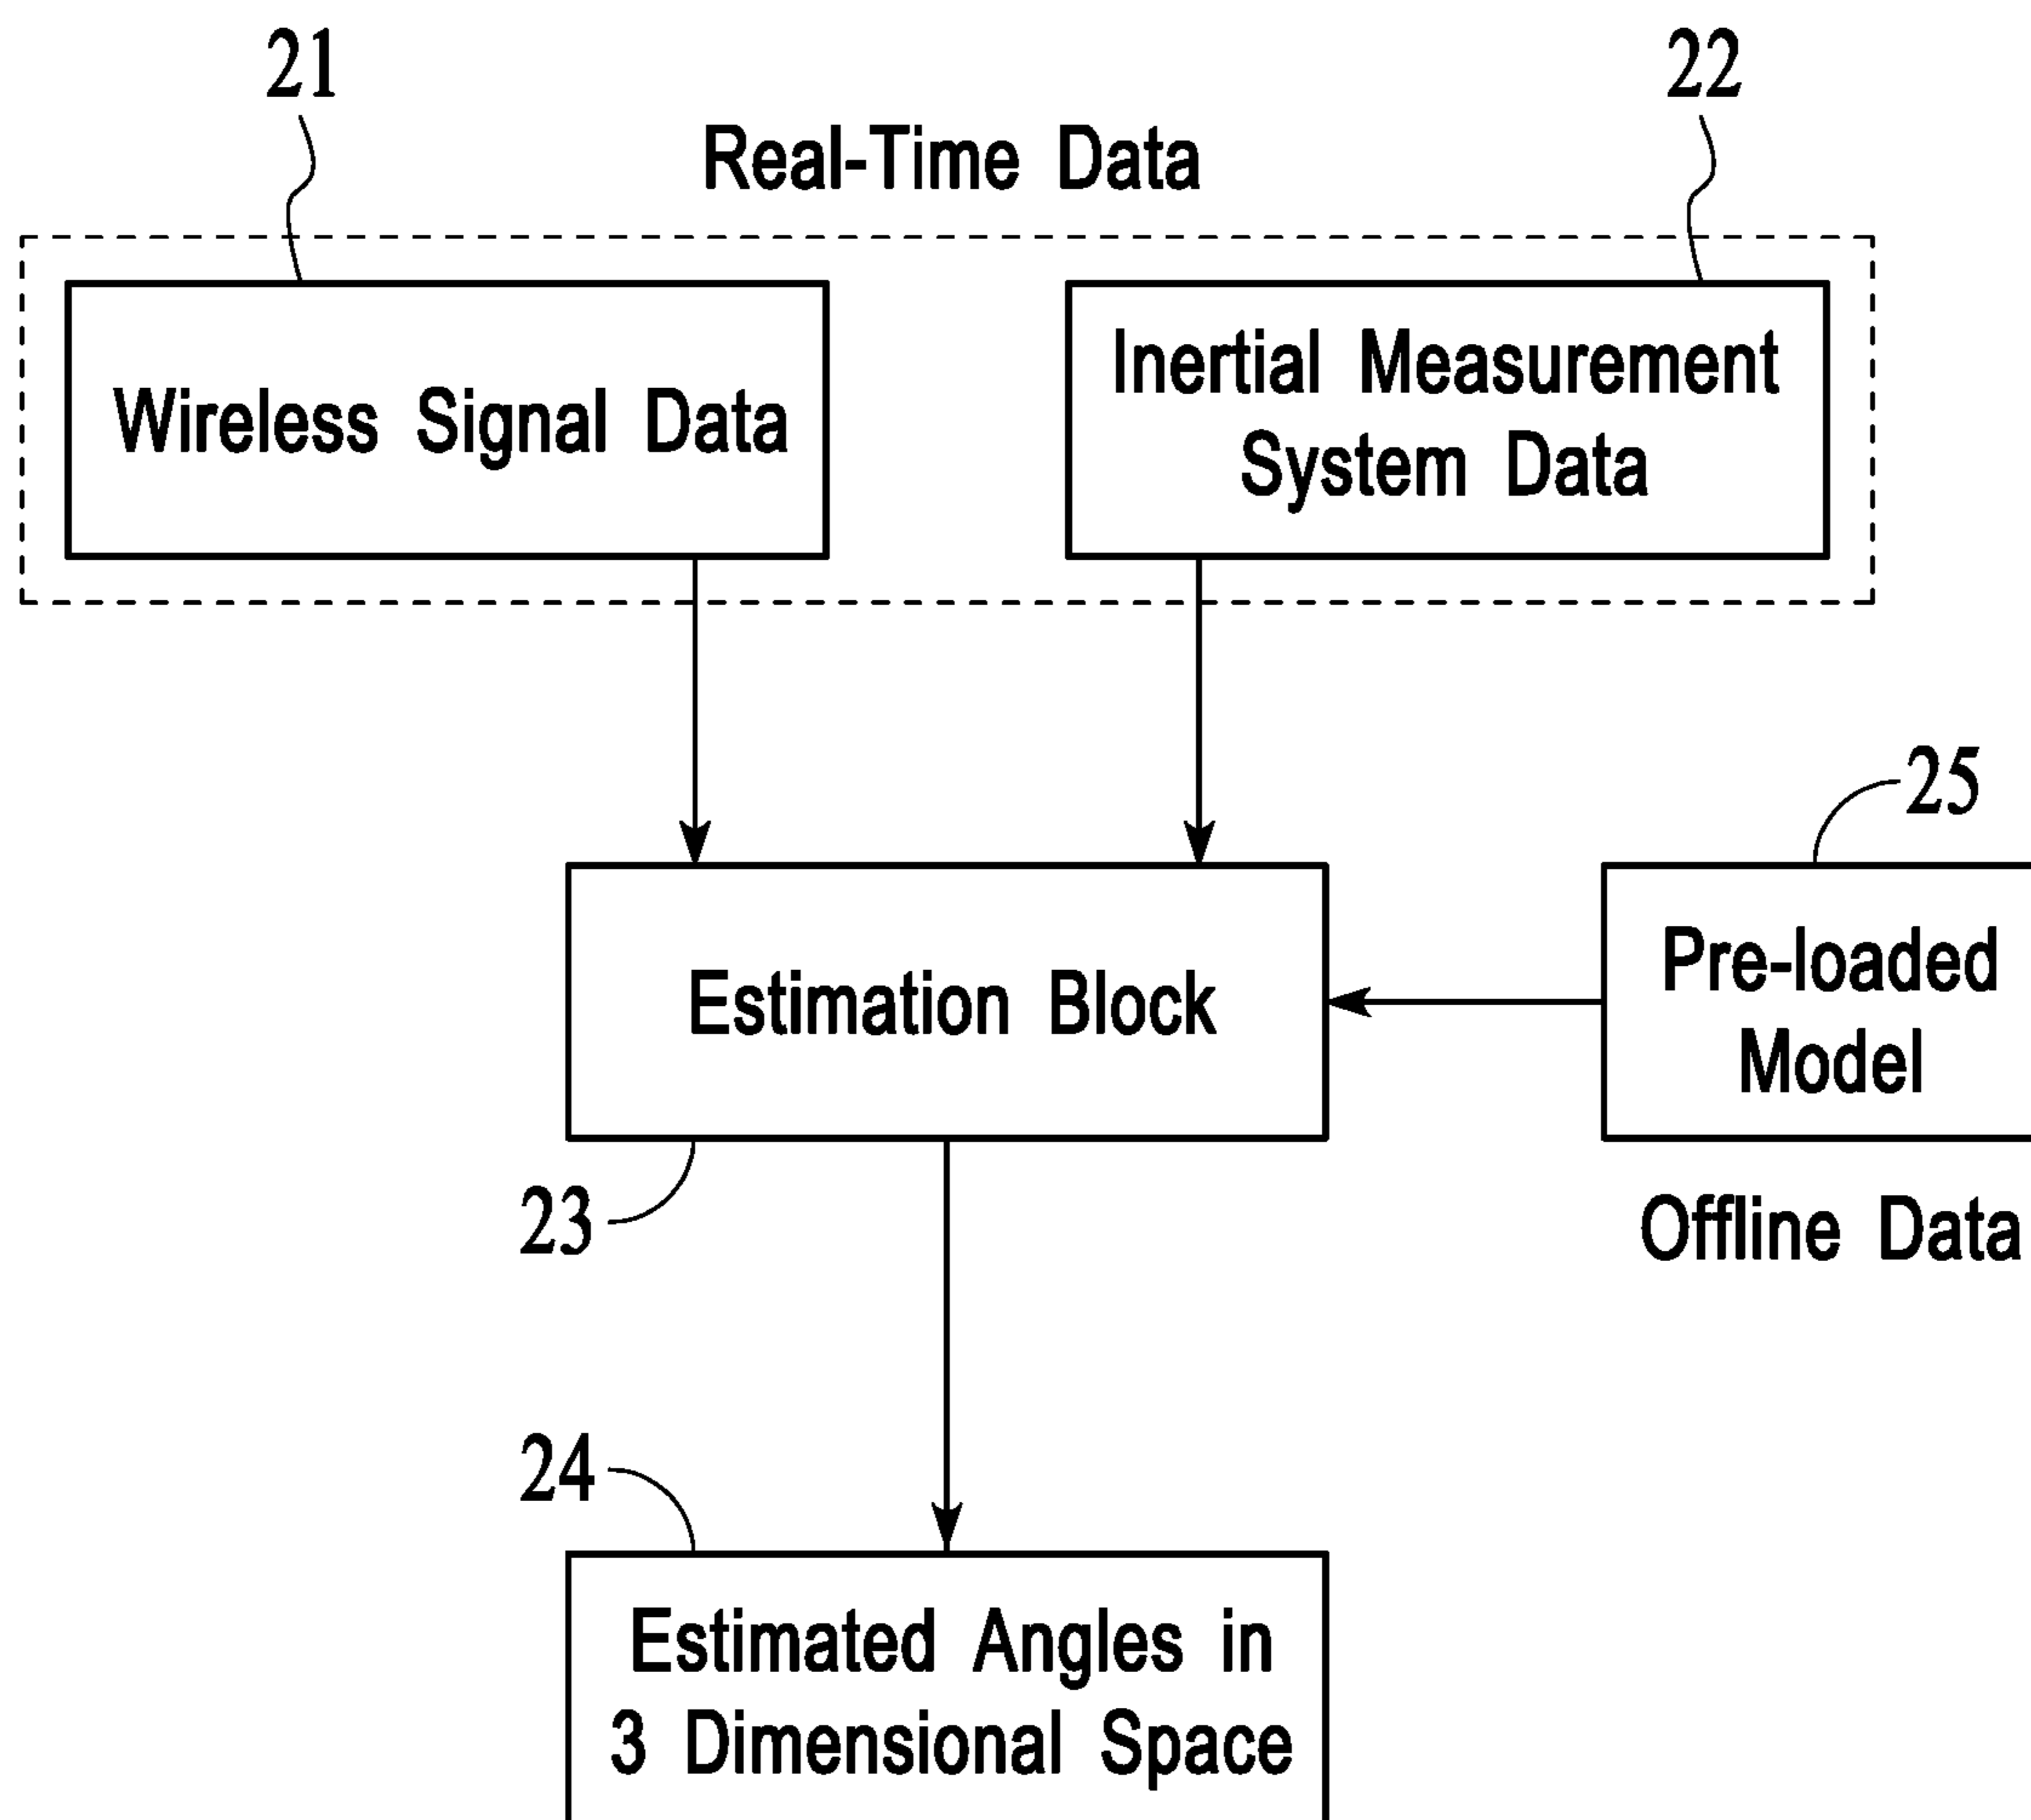 21
22
Real-Time Data
Wireless Signal Data
Inertial Measurement
System Data
25
Estimation Block
Pre-loaded
Model
23
Offline Data
24
Estimated Angles in
3 Dimensional Space